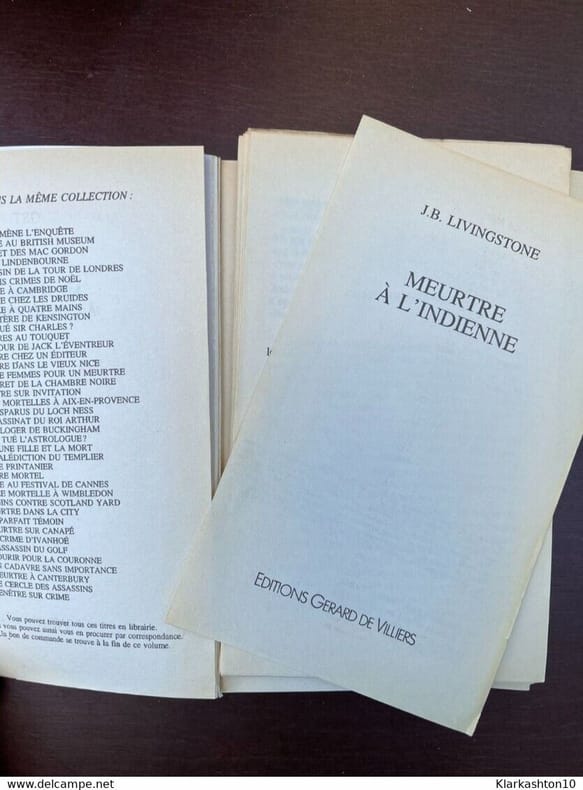 S LA MÊME COLLECTION :
MÈNE L'ENQUÊTE
E AU BRITISH MUSEUM
ET DES MAC GORDON
LINDENBOURNE
SIN DE LA TOUR DE LONDRES
IS CRIMES DE NOËL
E À CAMBRIDGE
E CHEZ LES DRUIDES
E À QUATRE MAINS
TÈRE DE KENSINGTON
UÉ SIR CHARLES ?
RES AU TOUQUET
OUR DE JACK L'ÉVENTREUR
RE CHEZ UN ÉDITEUR
RE DANS LE VIEUX NICE
E FEMMES POUR UN MEURTRE
RET DE LA CHAMBRE NOIRE
TRE SUR INVITATION
MORTELLES À AIX-EN-PROVENCE
SPARUS DU LOCH NESS
ASSINAT DU ROI ARTHUR
LOGER DE BUCKINGHAM
TUÉ L'ASTROLOGUE ?
UNE FILLE ET LA MORT
ALÉDICTION DU TEMPLIER
E PRINTANIER
RE MORTEL
E AU FESTIVAL DE CANNES
E MORTELLE À WIMBLEDON
SINS CONTRE SCOTLAND YARD
RTRE DANS LA CITY
PARFAIT TÉMOIN
URTRE SUR CANAPÉ
CRIME D'IVANHOÉ
ASSASSIN DU GOLF
OURIR POUR LA COURONNE
N CADAVRE SANS IMPORTANCE
EURTRE À CANTERBURY
E CERCLE DES ASSASSINS
ENÊTRE SUR CRIME
. Vous pouvez trouver tous ces titres en librairie.
vous pouvez aussi vous en procurer par correspondance.
Un bon de commande se trouve à la fin de ce volume.
J.B. LIVINGSTONE
MEURTRE
À L'INDIENNE
EDITIONS GERARD DE VILLIERS
www.delcampe.net
Klarkashton10